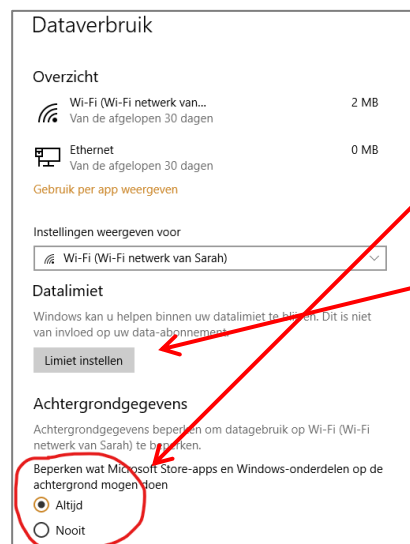 Dataverbruik
Overzicht
Wi-Fi (Wi-Fi netwerk van... 2 MB
Van de afgelopen 30 dagen
Ethernet 0 MB
Van de afgelopen 30 dagen
Gebruik per app weergeven
Instellingen weergeven voor
Wi-Fi (Wi-Fi netwerk van Sarah)
Datalimiet
Windows kan u helpen binnen uw datalimiet te blijven. Dit is niet
van invloed op uw data-abonnement.
Limiet instellen
Achtergrondgegevens
Achtergrondgegevens beperken om datagebruik op Wi-Fi (Wi-Fi
netwerk van Sarah) te beperken.
Beperken wat Microsoft Store-apps en Windows-onderdelen op de
achtergrond mogen doen
Altijd
Nooit